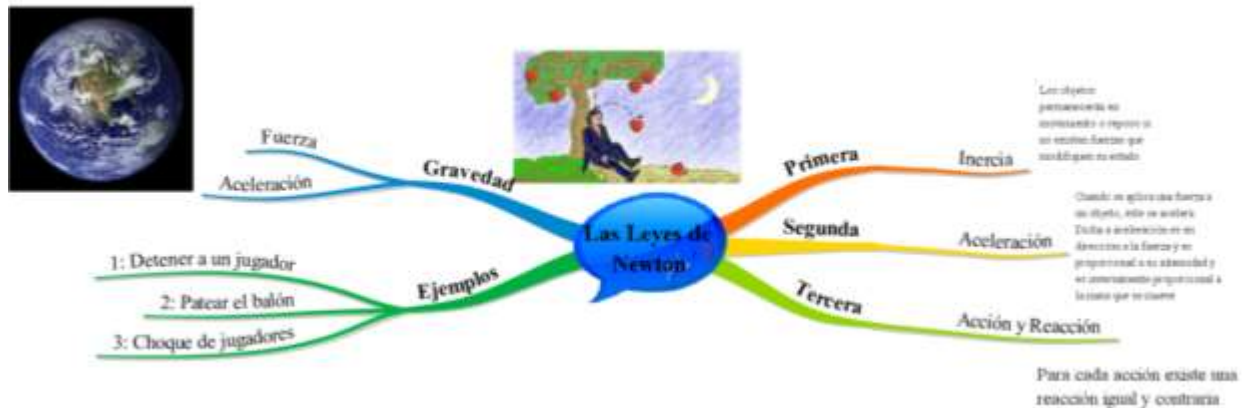 Fuerza
Aceleración
Gravedad
1: Detener a un jugador
2: Patear el balón
3: Choque de jugadores
Ejemplos
Las Leyes de
Newton
Primera
Inercia
Los objetos
permanecerán en
movimiento o reposo si
no existen fuerzas que
modifiquen su estado
Segunda
Aceleración
Cuando se aplica una fuerza a
un objeto, éste se acelera.
Dicha a aceleración es en
dirección a la fuerza y es
proporcional a su intensidad y
es inversamente proporcional a
la masa que se mueve
Tercera
Acción y Reacción
Para cada acción existe una
reacción igual y contraria